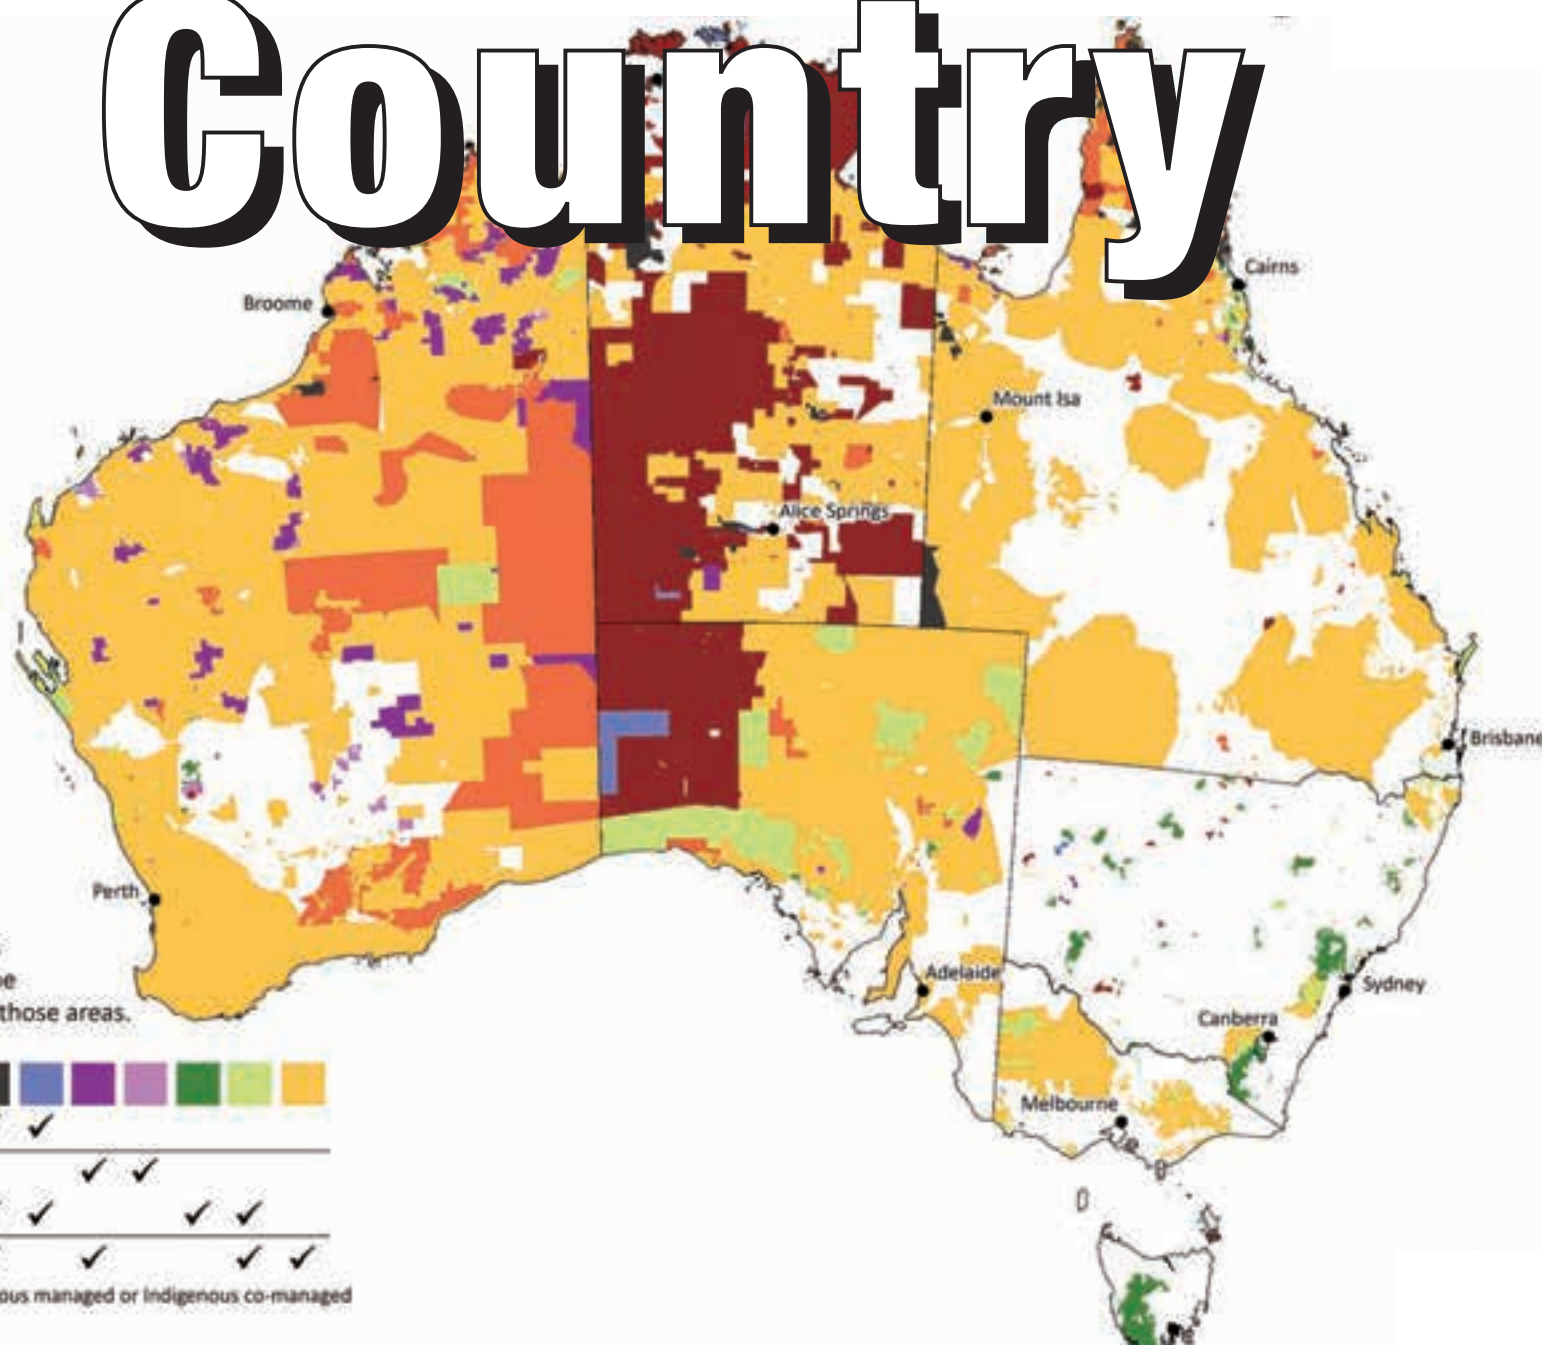 Country
Cairns
Broome
Mount Isa
Alice Springs
Brisbane
Perth
Adelaide
Sydney
those areas.
Canberra
Melbourne
ous managed or Indigenous co-managed